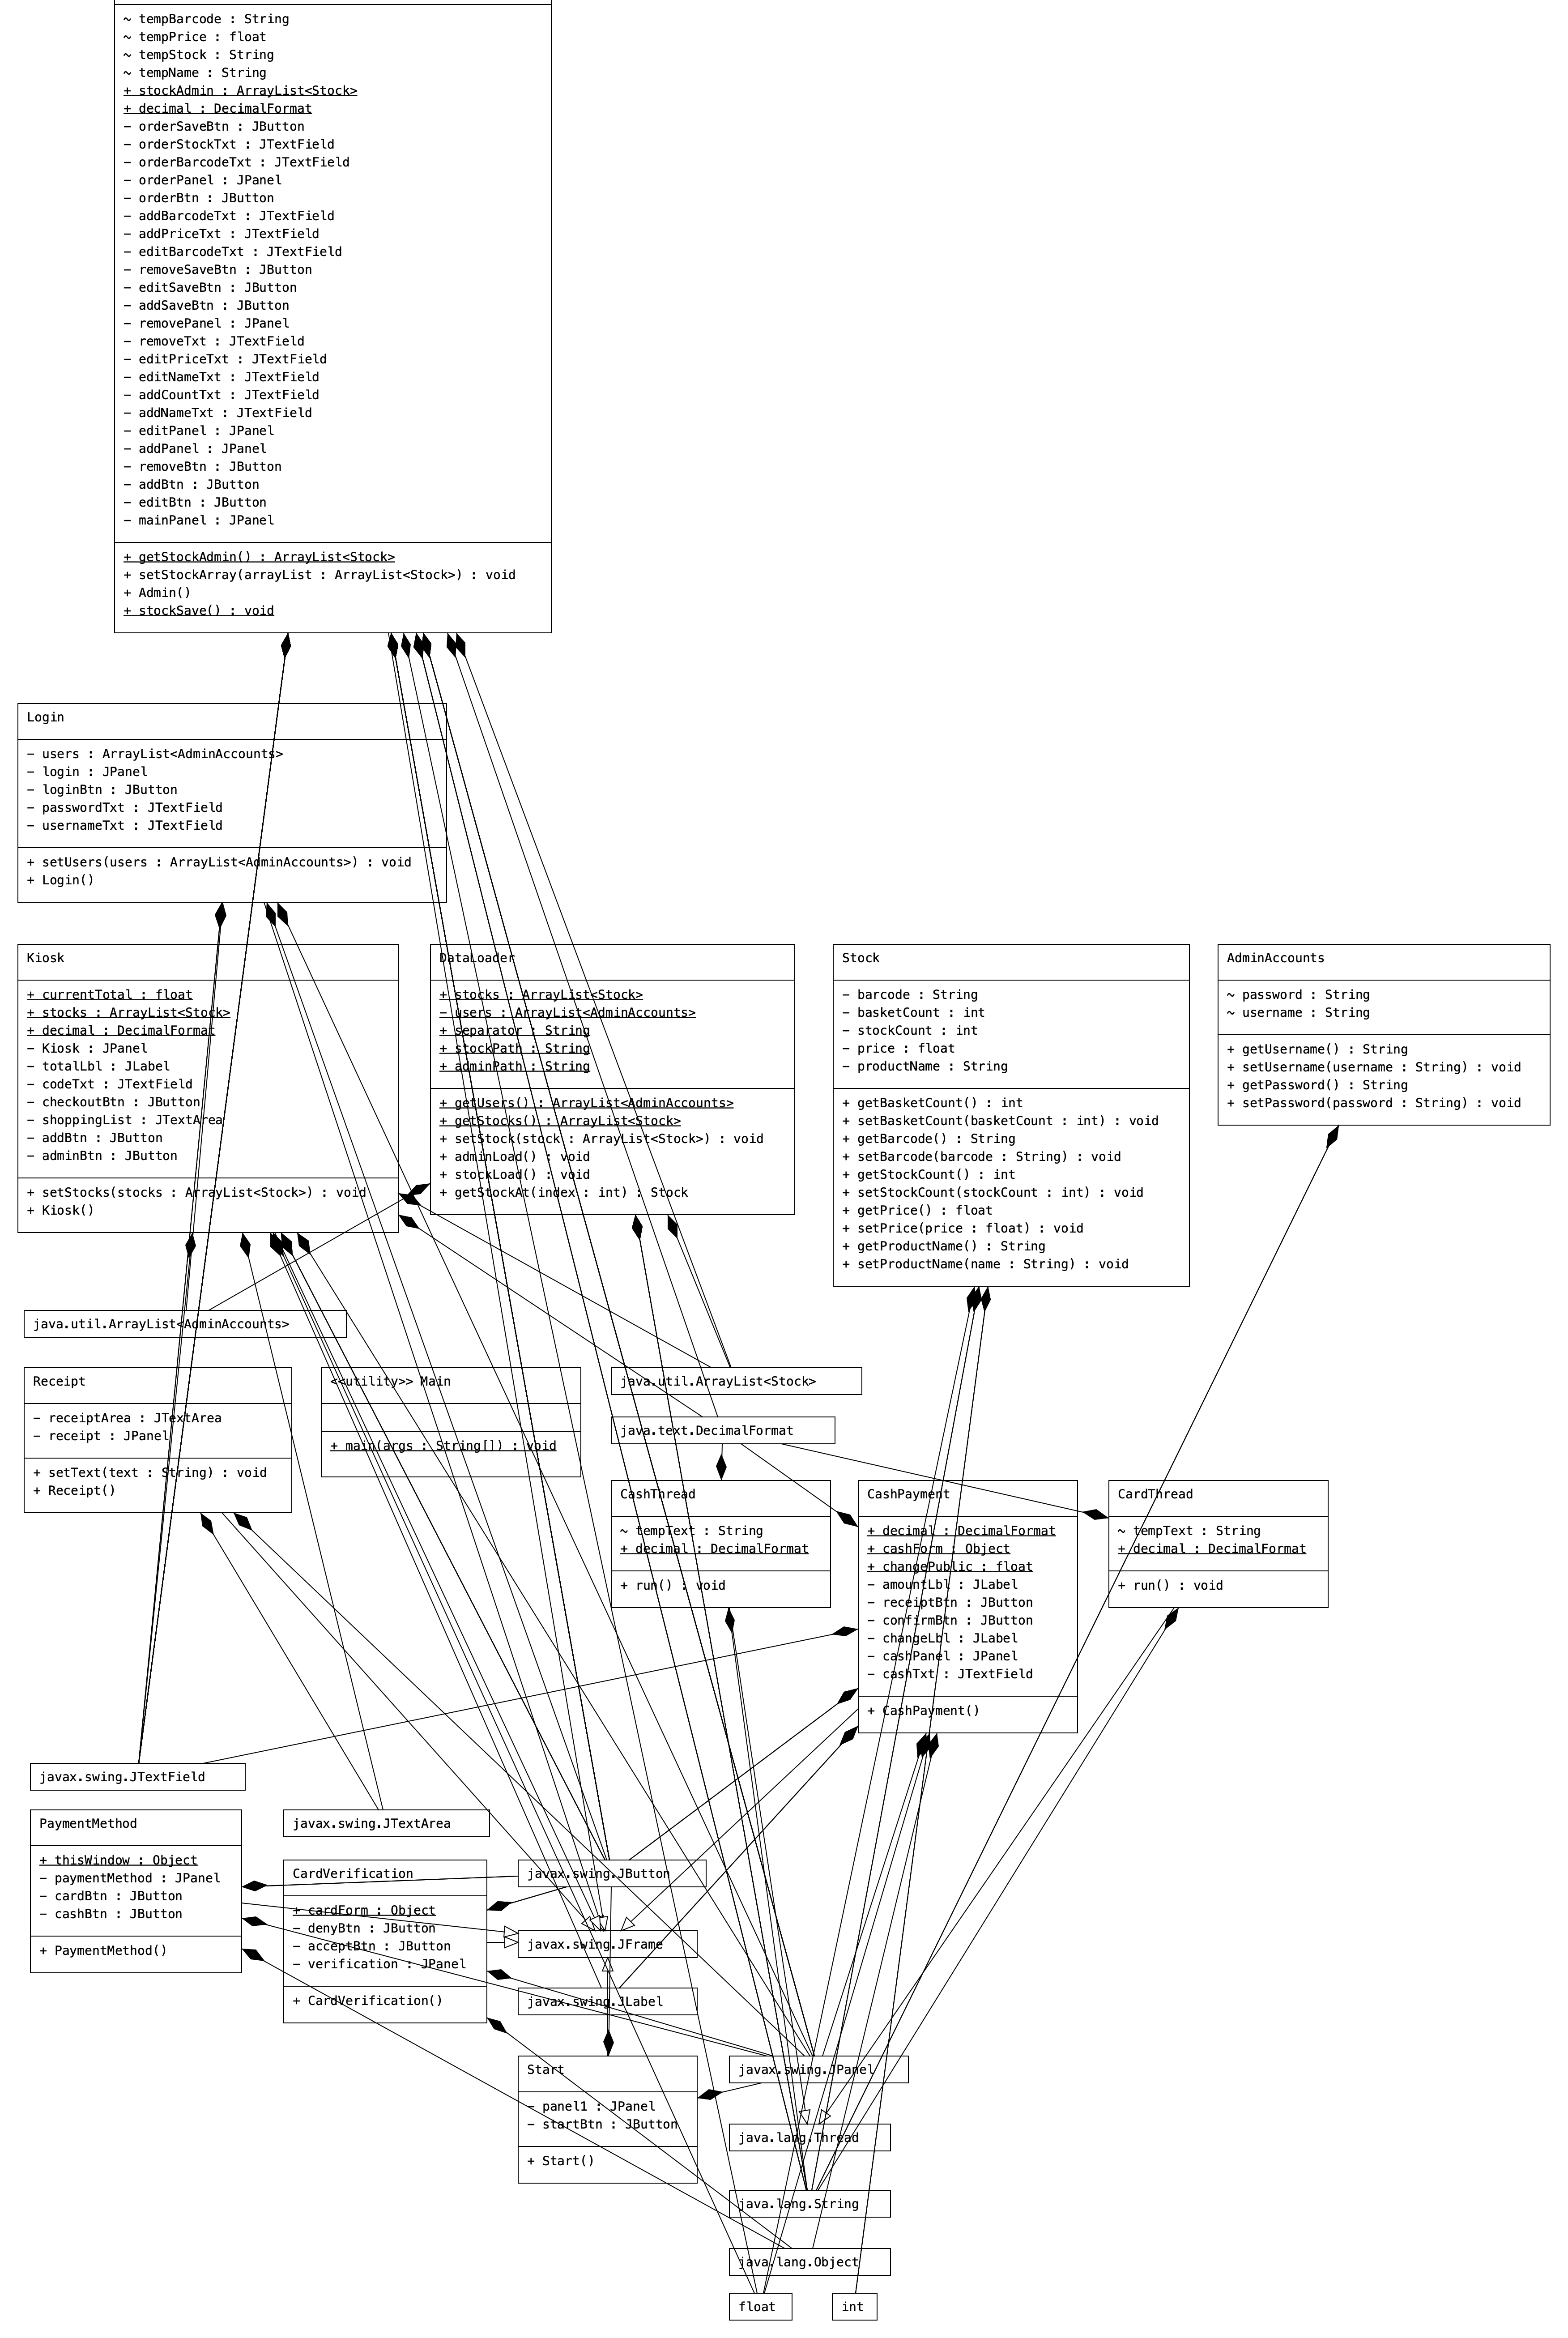 ~ tempBarcode : String
~ tempPrice : float
~ tempStock : String
~ tempName : String
+ stockAdmin : ArrayList<Stock>
+ decimal : DecimalFormat
− orderSaveBtn : JButton
− orderStockTxt : JTextField
− orderBarcodeTxt : JTextField
− orderPanel : JPanel
− orderBtn : JButton
− addBarcodeTxt : JTextField
− addPriceTxt : JTextField
− editBarcodeTxt : JTextField
− removeSaveBtn : JButton
− editSaveBtn : JButton
− addSaveBtn : JButton
− removePanel : JPanel
− removeTxt : JTextField
− editPriceTxt : JTextField
− editNameTxt : JTextField
− addCountTxt : JTextField
− addNameTxt : JTextField
− editPanel : JPanel
− addPanel : JPanel
− removeBtn : JButton
− addBtn : JButton
− editBtn : JButton
− mainPanel : JPanel
+ getStockAdmin() : ArrayList<Stock>
+ setStockArray(arrayList : ArrayList<Stock>) : void
+ Admin()
+ stockSave() : void
Login
− users : ArrayList<AdminAccounts>
− login : JPanel
− loginBtn : JButton
− passwordTxt : JTextField
− usernameTxt : JTextField
+ setUsers(users : ArrayList<AdminAccounts>) : void
+ Login()
Kiosk
+ currentTotal : float
+ stocks : ArrayList<Stock>
+ decimal : DecimalFormat
− Kiosk : JPanel
− totalLbl : JLabel
− codeTxt : JTextField
− checkoutBtn : JButton
− shoppingList : JTextArea
− addBtn : JButton
− adminBtn : JButton
+ setStocks(stocks : ArrayList<Stock>) : void
+ Kiosk()
DataLoader
+ stocks : ArrayList<Stock>
− users : ArrayList<AdminAccounts>
+ separator : String
+ stockPath : String
+ adminPath : String
+ getUsers() : ArrayList<AdminAccounts>
+ getStocks() : ArrayList<Stock>
+ setStock(stock : ArrayList<Stock>) : void
+ adminLoad() : void
+ stockLoad() : void
+ getStockAt(index : int) : Stock
Stock
− barcode : String
− basketCount : int
− stockCount : int
− price : float
− productName : String
+ getBasketCount() : int
+ setBasketCount(basketCount : int) : void
+ getBarcode() : String
+ setBarcode(barcode : String) : void
+ getStockCount() : int
+ setStockCount(stockCount : int) : void
+ getPrice() : float
+ setPrice(price : float) : void
+ getProductName() : String
+ setProductName(name : String) : void
AdminAccounts
~ password : String
~ username : String
+ getUsername() : String
+ setUsername(username : String) : void
+ getPassword() : String
+ setPassword(password : String) : void
java.util.ArrayList<AdminAccounts>
Receipt
− receiptArea : JTextArea
− receipt : JPanel
+ setText(text : String) : void
+ Receipt()
<<utility>> Main
+ main(args : String[]) : void
java.util.ArrayList<Stock>
java.text.DecimalFormat
CashThread
~ tempText : String
+ decimal : DecimalFormat
+ run() : void
CashPayment
+ decimal : DecimalFormat
+ cashForm : Object
+ changePublic : float
− amountLbl : JLabel
− receiptBtn : JButton
− confirmBtn : JButton
− changeLbl : JLabel
− cashPanel : JPanel
− cashTxt : JTextField
+ CashPayment()
CardThread
~ tempText : String
+ decimal : DecimalFormat
+ run() : void
javax.swing.JTextField
PaymentMethod
+ thisWindow : Object
− paymentMethod : JPanel
− cardBtn : JButton
− cashBtn : JButton
+ PaymentMethod()
javax.swing.JTextArea
CardVerification
+ cardForm : Object
− denyBtn : JButton
− acceptBtn : JButton
− verification : JPanel
+ CardVerification()
javax.swing.JButton
javax.swing.JFrame
javax.swing.JLabel
Start
− panel1 : JPanel
− startBtn : JButton
+ Start()
javax.swing.JPanel
java.lang.Thread
java.lang.String
java.lang.Object
float
int